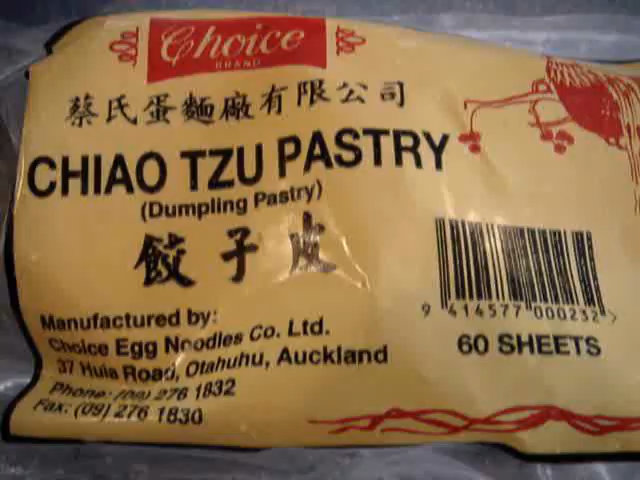 Choice
BRAND
蔡氏蛋麵廠有限公司
CHIAO TZU PASTRY
(Dumpling Pastry)
餃子皮
9 414577 000232 >
60 SHEETS
Manufactured by:
Choice Egg Noodles Co. Ltd.
37 Huia Road, Otahuhu, Auckland
Phone: (09) 276 1832
Fax: (09) 276 1830